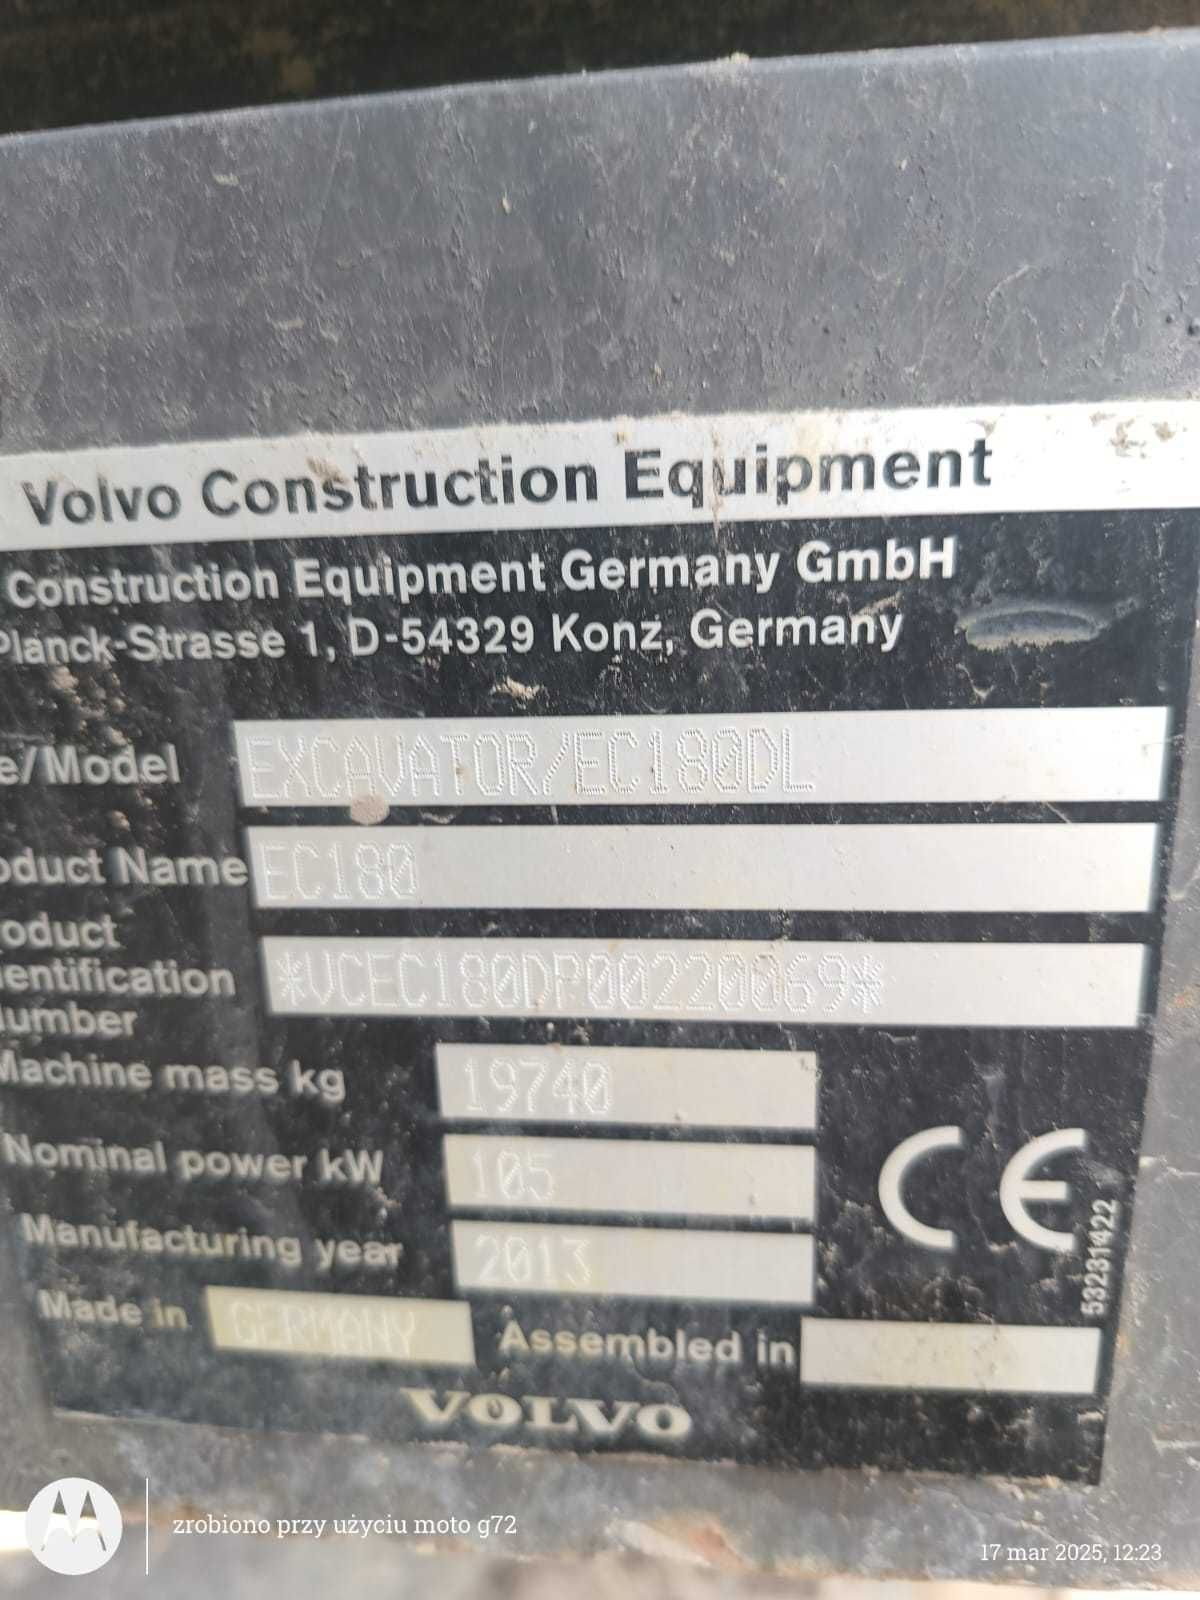 Volvo Construction Equipment
Construction Equipment Germany GmbH
Planck-Strasse 1, D-54329 Konz, Germany
e/Model EXCAVATOR/EC180DL
oduct Name EC180
oduct
entification
umber
*VCEC180DP00220069*
Machine mass kg 19740
Nominal power kW 105
Manufacturing year 2013
Made in GERMANY Assembled in
CE
53231422
VOLVO
zrobiono przy użyciu moto g72
17 mar 2025, 12:23